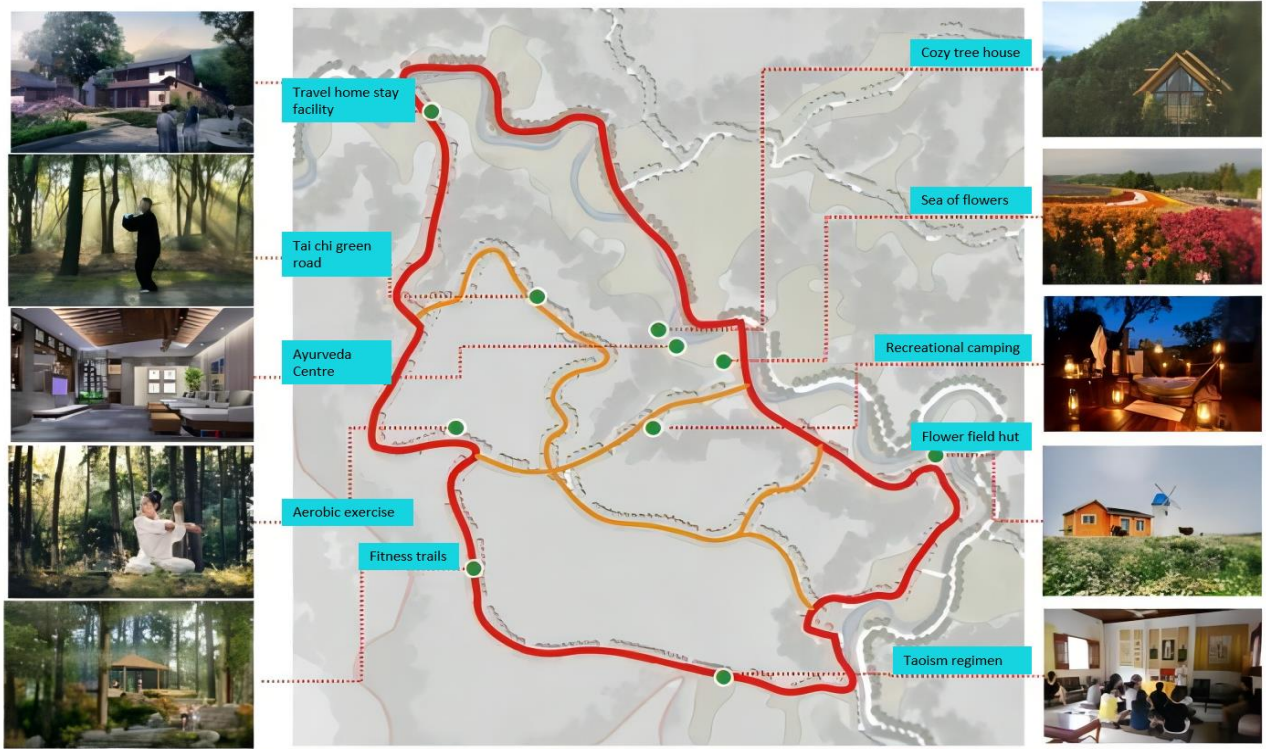 Travel home stay
facility
Tai chi green
road
Ayurveda
Centre
Aerobic exercise
Fitness trails
Cozy tree house
Sea of flowers
Recreational camping
Flower field hut
Taoism regimen